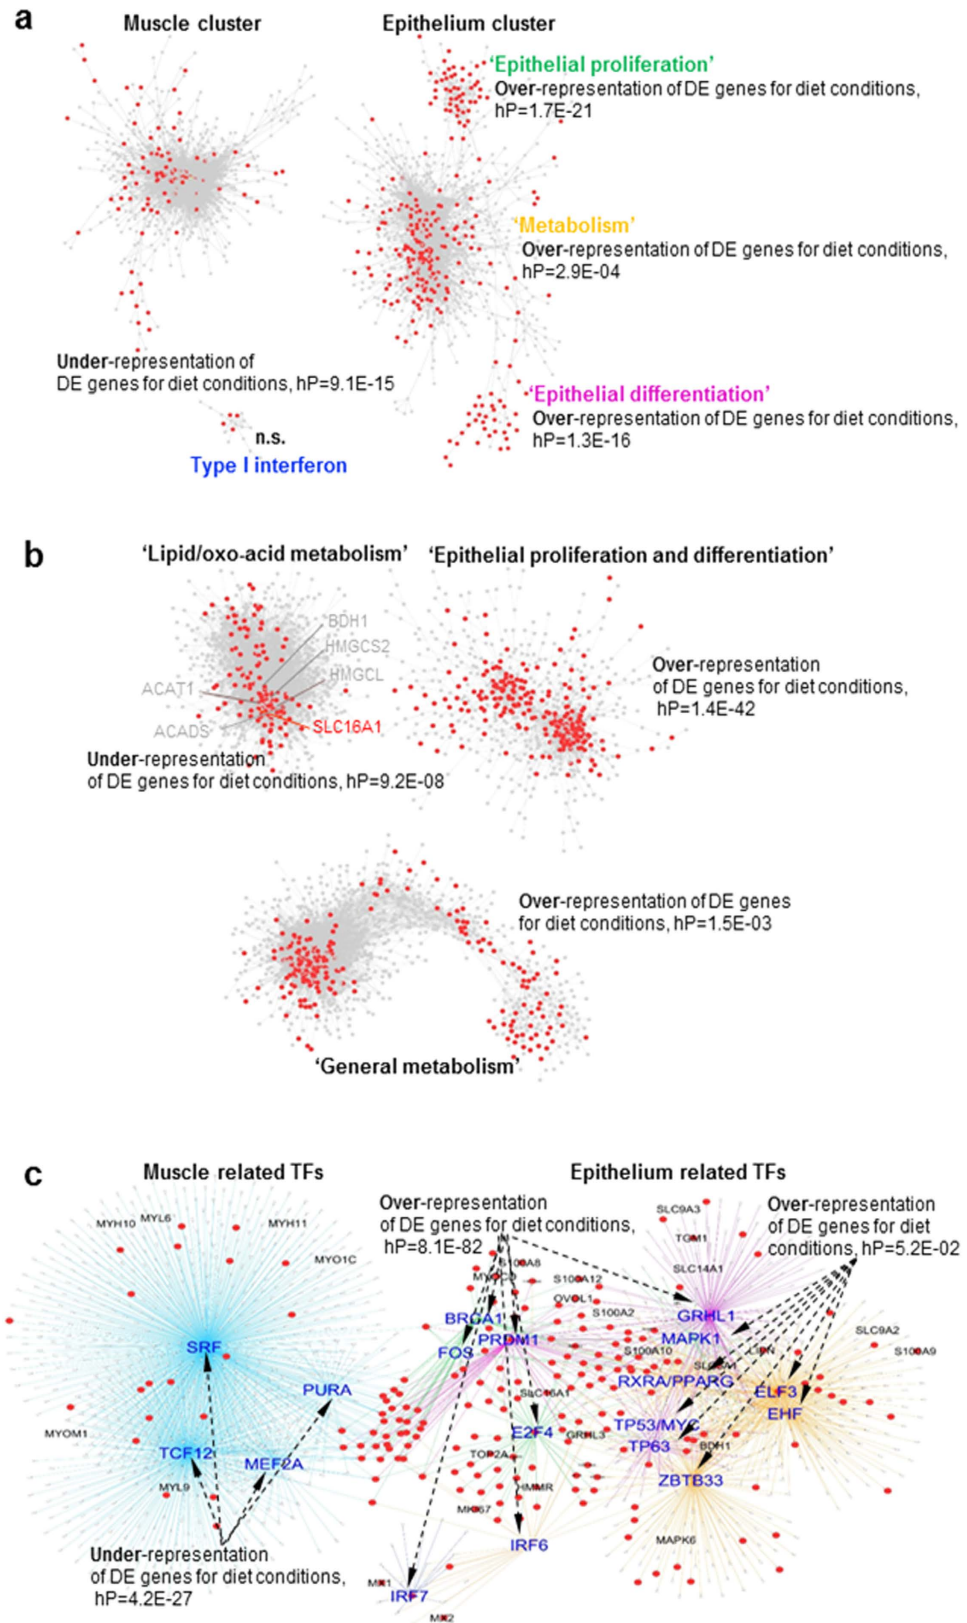 a
Muscle cluster
Epithelium cluster
‘Epithelial proliferation’
Over-representation of DE genes for diet conditions,
hP=1.7E-21
‘Metabolism’
Over-representation of DE genes for diet conditions,
hP=2.9E-04
Under-representation of
DE genes for diet conditions, hP=9.1E-15
‘Epithelial differentiation’
Over-representation of DE genes for diet conditions,
hP=1.3E-16
n.s.
Type I interferon
b
‘Lipid/oxo-acid metabolism’
‘Epithelial proliferation and differentiation’
BDH1
HMGCS2
HMGCL
ACAT1
SLC16A1
ACADS
Under-representation
of DE genes for diet conditions, hP=9.2E-08
Over-representation
of DE genes for diet conditions,
hP=1.4E-42
Over-representation of DE genes
for diet conditions, hP=1.5E-03
‘General metabolism’
c
Muscle related TFs
Epithelium related TFs
Over-representation
of DE genes for diet conditions,
hP=8.1E-82
Over-representation
of DE genes for diet
conditions, hP=5.2E-02
MYH10
MYL6
MYH11
MYO1C
SLC9A3
TGM1
SLC14A1
S100A8
S100A12
OVOL1
S100A2
BRCA1
GRHL1
PRDM1
MAPK1
FOS
S100A10
LIPN
SLC9A2
S100A9
SRF
PURA
RXRA/PPARG
ELF3
SLC16A1
EHF
TP53/MYC
E2F4
GRHL3
TP63
BDH1
MYOM1
TCF12
MEF2A
TOP2A
ZBTB33
MYL9
HMMR
MKI67
MAPK6
IRF6
Under-representation
of DE genes for diet conditions,
hP=4.2E-27
MX1
IRF7
MX2